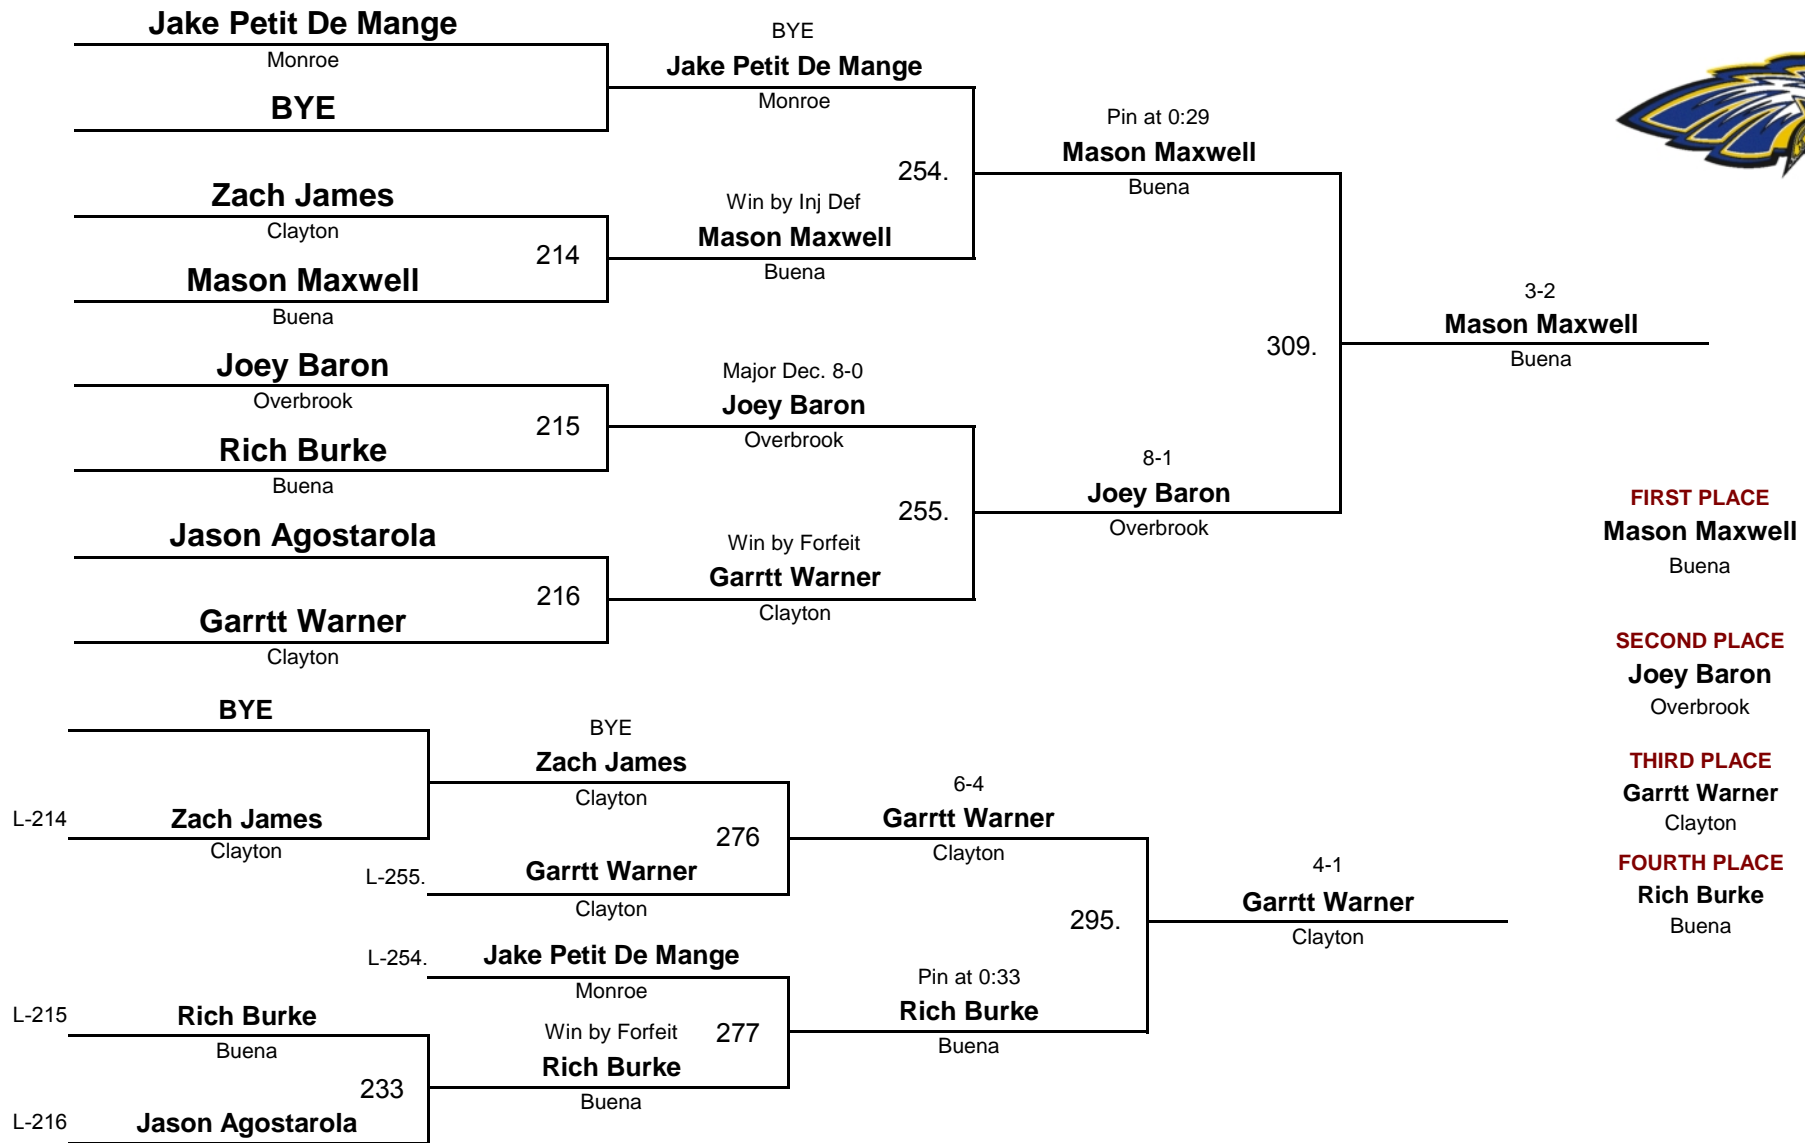 Jake Petit De Mange
Monroe
BYE
Zach James
Clayton
214
Mason Maxwell
Buena
Joey Baron
Overbrook
215
Rich Burke
Buena
Jason Agostarola
216
Garrtt Warner
Clayton
BYE
Jake Petit De Mange
Monroe
254.
Win by Inj Def
Mason Maxwell
Buena
Major Dec. 8-0
Joey Baron
Overbrook
255.
Win by Forfeit
Garrtt Warner
Clayton
Pin at 0:29
Mason Maxwell
Buena
309.
8-1
Joey Baron
Overbrook
3-2
Mason Maxwell
Buena
FIRST PLACE
Mason Maxwell
Buena
SECOND PLACE
Joey Baron
Overbrook
THIRD PLACE
Garrtt Warner
Clayton
FOURTH PLACE
Rich Burke
Buena
BYE
L-214
Zach James
Clayton
L-215
Rich Burke
Buena
233
L-216
Jason Agostarola
BYE
Zach James
Clayton
276
L-255.
Garrtt Warner
Clayton
L-254.
Jake Petit De Mange
Monroe
Win by Forfeit
277
Rich Burke
Buena
6-4
Garrtt Warner
Clayton
295.
Pin at 0:33
Rich Burke
Buena
4-1
Garrtt Warner
Clayton